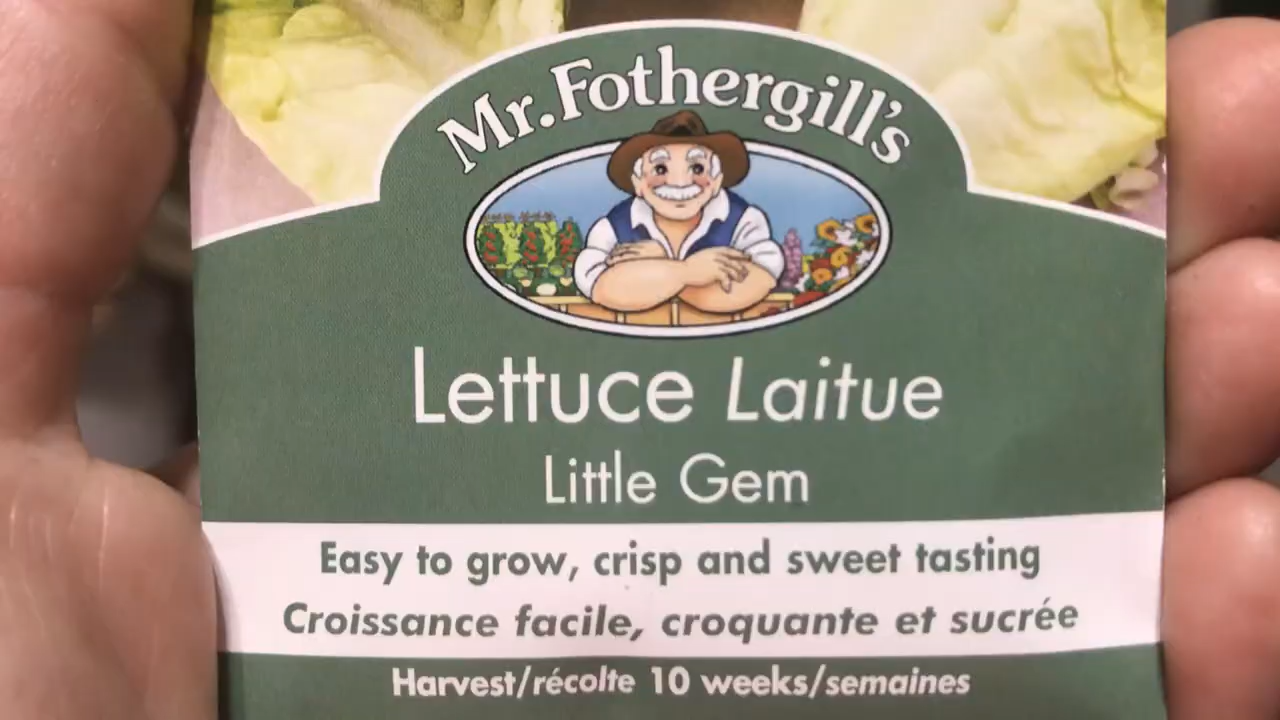 Mr. Fothergill's
Lettuce Laitue
Little Gem
Easy to grow, crisp and sweet tasting
Croissance facile, croquante et sucrée
Harvest/récolte 10 weeks/semaines